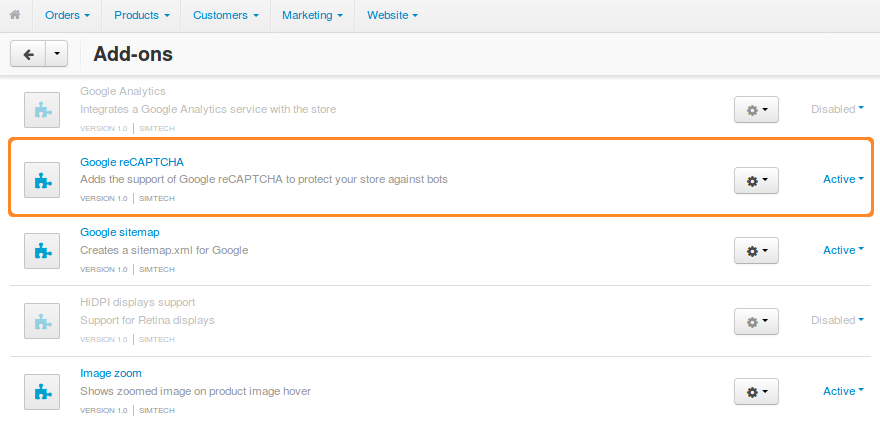 Orders Products Customers Marketing Website
Add-ons
Google Analytics
Integrates a Google Analytics service with the store
VERSION 1.0 | SIMTECH
Disabled
Google reCAPTCHA
Adds the support of Google reCAPTCHA to protect your store against bots
VERSION 1.0 | SIMTECH
Active
Google sitemap
Creates a sitemap.xml for Google
VERSION 1.0 | SIMTECH
Active
HiDPI displays support
Support for Retina displays
VERSION 1.0 | SIMTECH
Disabled
Image zoom
Shows zoomed image on product image hover
VERSION 1.0 | SIMTECH
Active